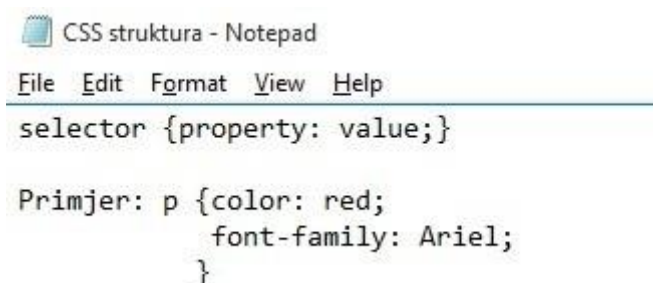 CSS struktura - Notepad
File Edit Format View Help
selector {property: value;}
Primjer: p {color: red;
font-family: Ariel;
}